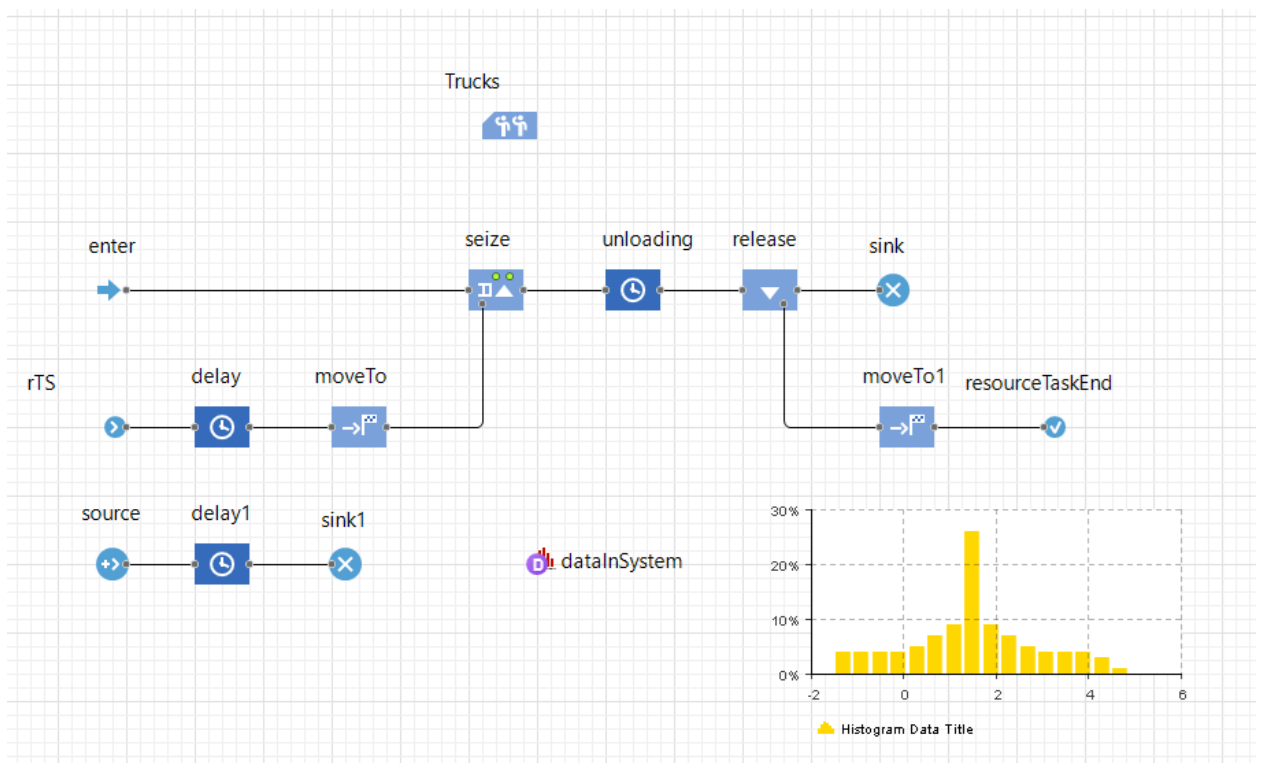 Trucks
enter
seize
unloading
release
sink
rTS
delay
moveTo
moveTo1
resourceTaskEnd
source
delay1
sink1
D
dataInSystem
30%
20%
10%
0%
-2
0
2
4
6
Histogram Data Title